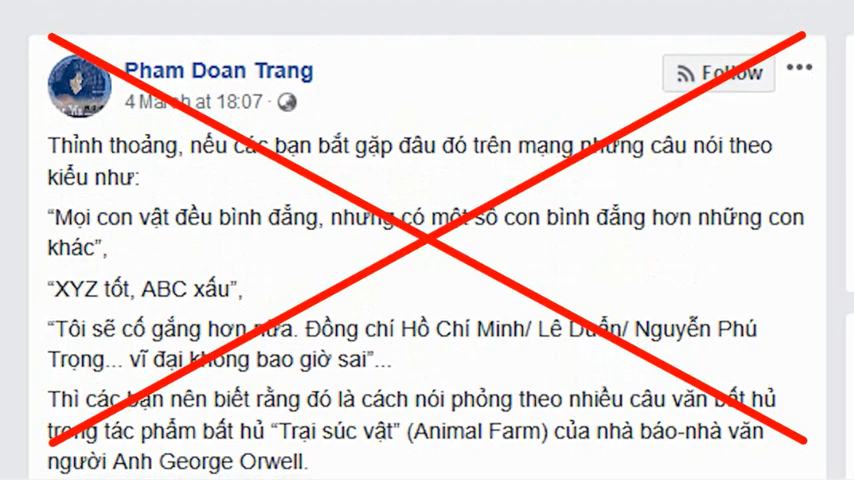 Pham Doan Trang
Follow
4 March at 18:07
Thỉnh thoảng, nếu các bạn bắt gặp đâu đó trên mạng những câu nói theo
kiểu như:
“Mọi con vật đều bình đẳng, nhưng có một số con bình đẳng hơn những con
khác”,
“XYZ tốt, ABC xấu”,
“Tôi sẽ cố gắng hơn nữa. Đồng chí Hồ Chí Minh/ Lê Duẩn/ Nguyễn Phú
Trọng... vĩ đại không bao giờ sai”...
Thì các bạn nên biết rằng đó là cách nói phỏng theo nhiều câu văn bất hủ
trong tác phẩm bất hủ “Trại súc vật” (Animal Farm) của nhà báo-nhà văn
người Anh George Orwell.